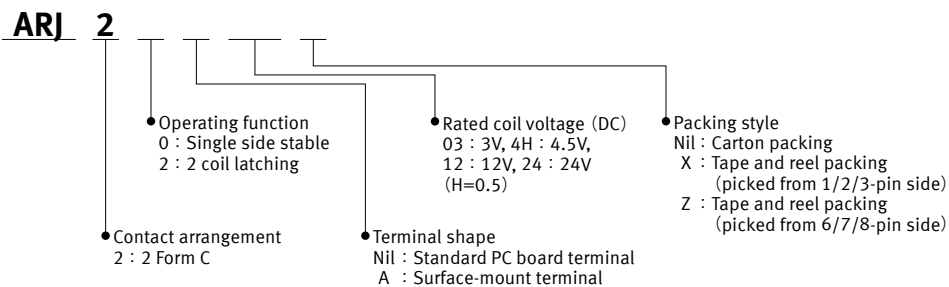 ARJ 2
Operating function
0：Single side stable
2：2 coil latching
Rated coil voltage（DC）
03：3V, 4H：4.5V,
12：12V, 24：24V
(H=0.5)
Packing style
Nil：Carton packing
X：Tape and reel packing
(picked from 1/2/3-pin side)
Z：Tape and reel packing
(picked from 6/7/8-pin side)
Contact arrangement
2：2 Form C
Terminal shape
Nil：Standard PC board terminal
A：Surface-mount terminal